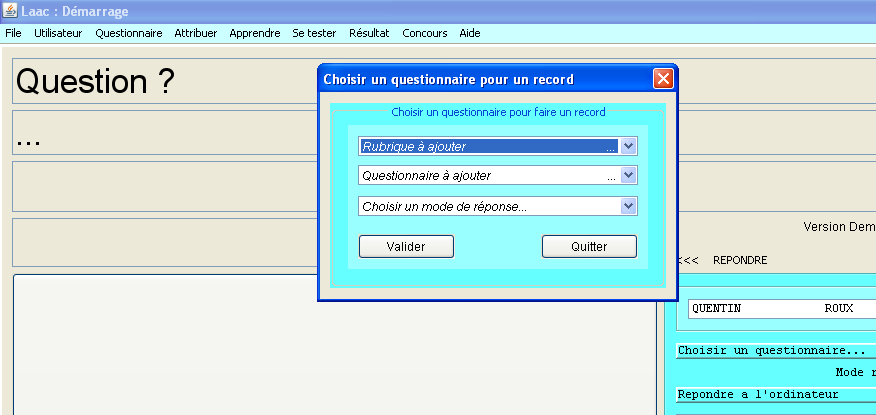 Laac : Démarrage
File Utilisateur Questionnaire Attribuer Apprendre Se tester Résultat Concours Aide
Question ?
...
Choisir un questionnaire pour un record
Choisir un questionnaire pour faire un record
Rubrique à ajouter ...
Questionnaire à ajouter ...
Choisir un mode de réponse...
Valider Quitter
Version Dem
<<< REPONDRE
QUENTIN ROUX
Choisir un questionnaire...
Mode r
Repondre a l'ordinateur